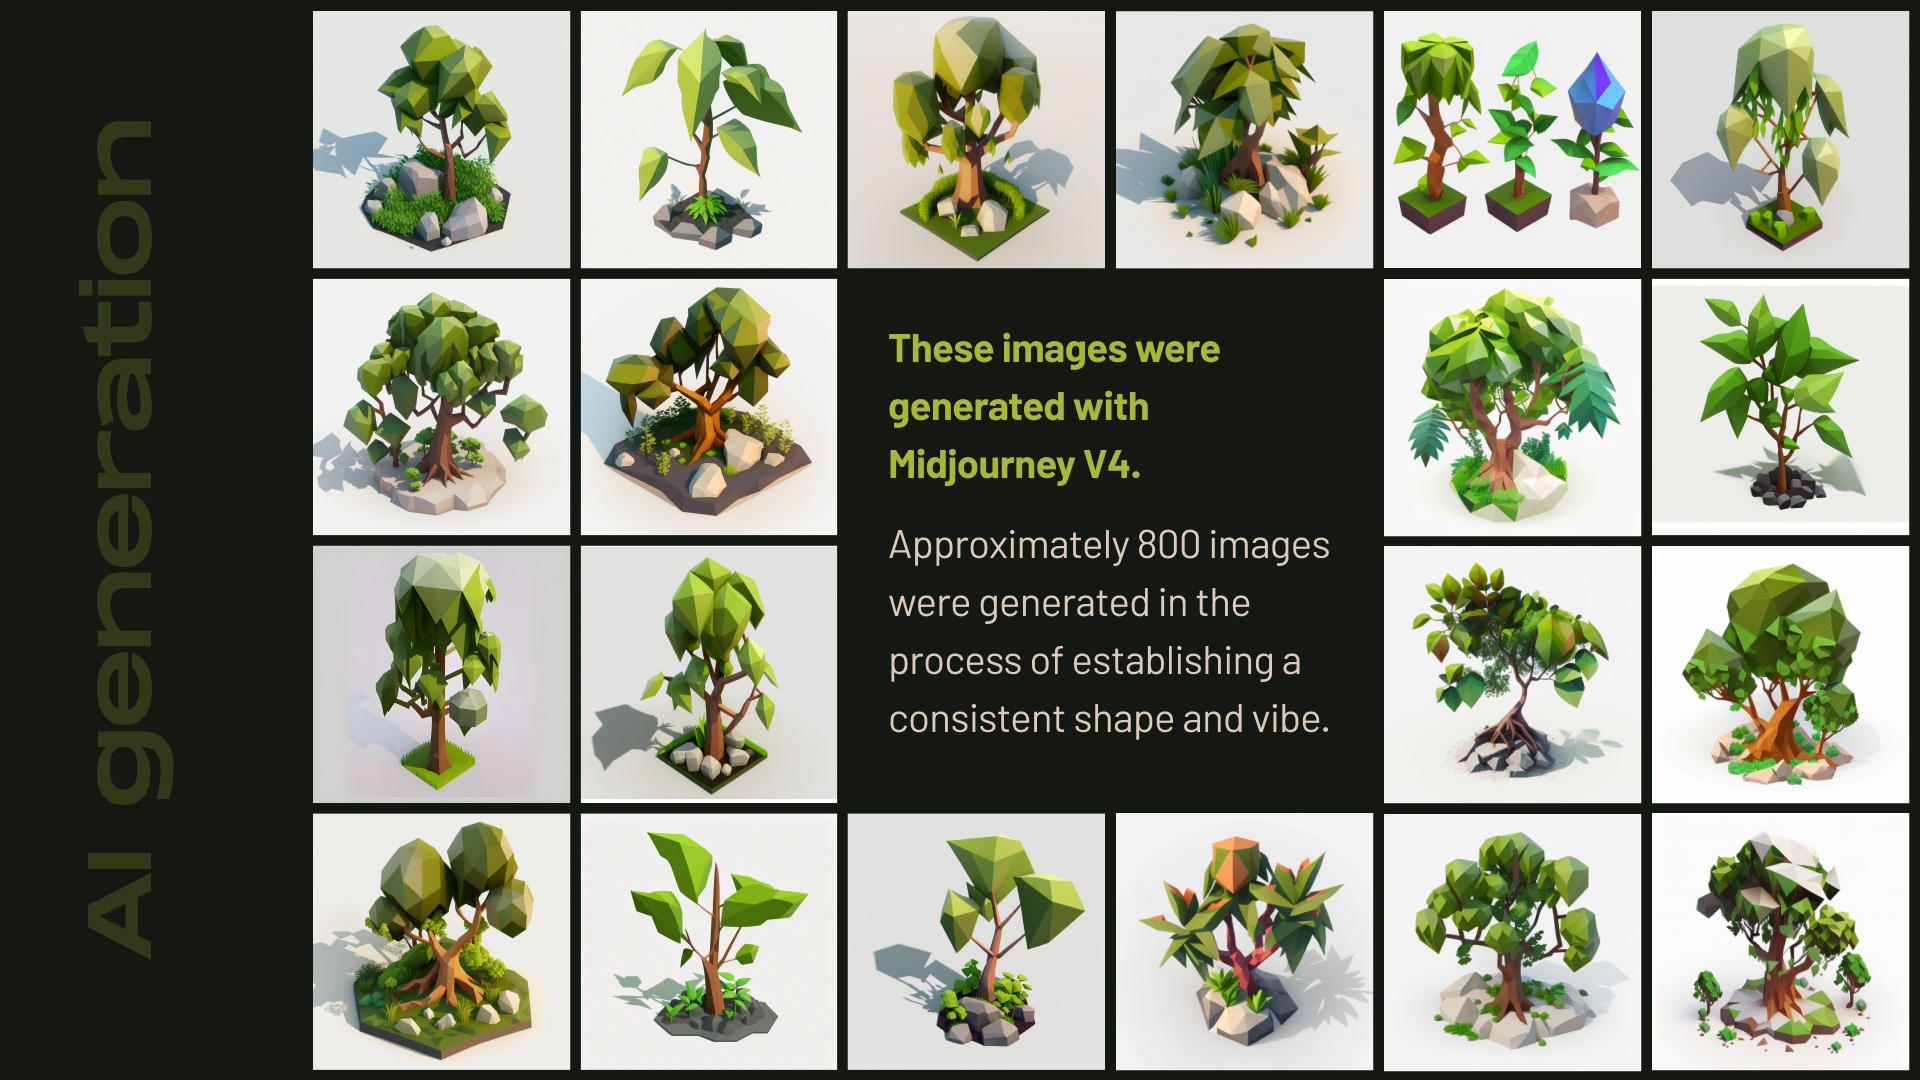 AI generation
These images were
generated with
Midjourney V4.
Approximately 800 images
were generated in the
process of establishing a
consistent shape and vibe.